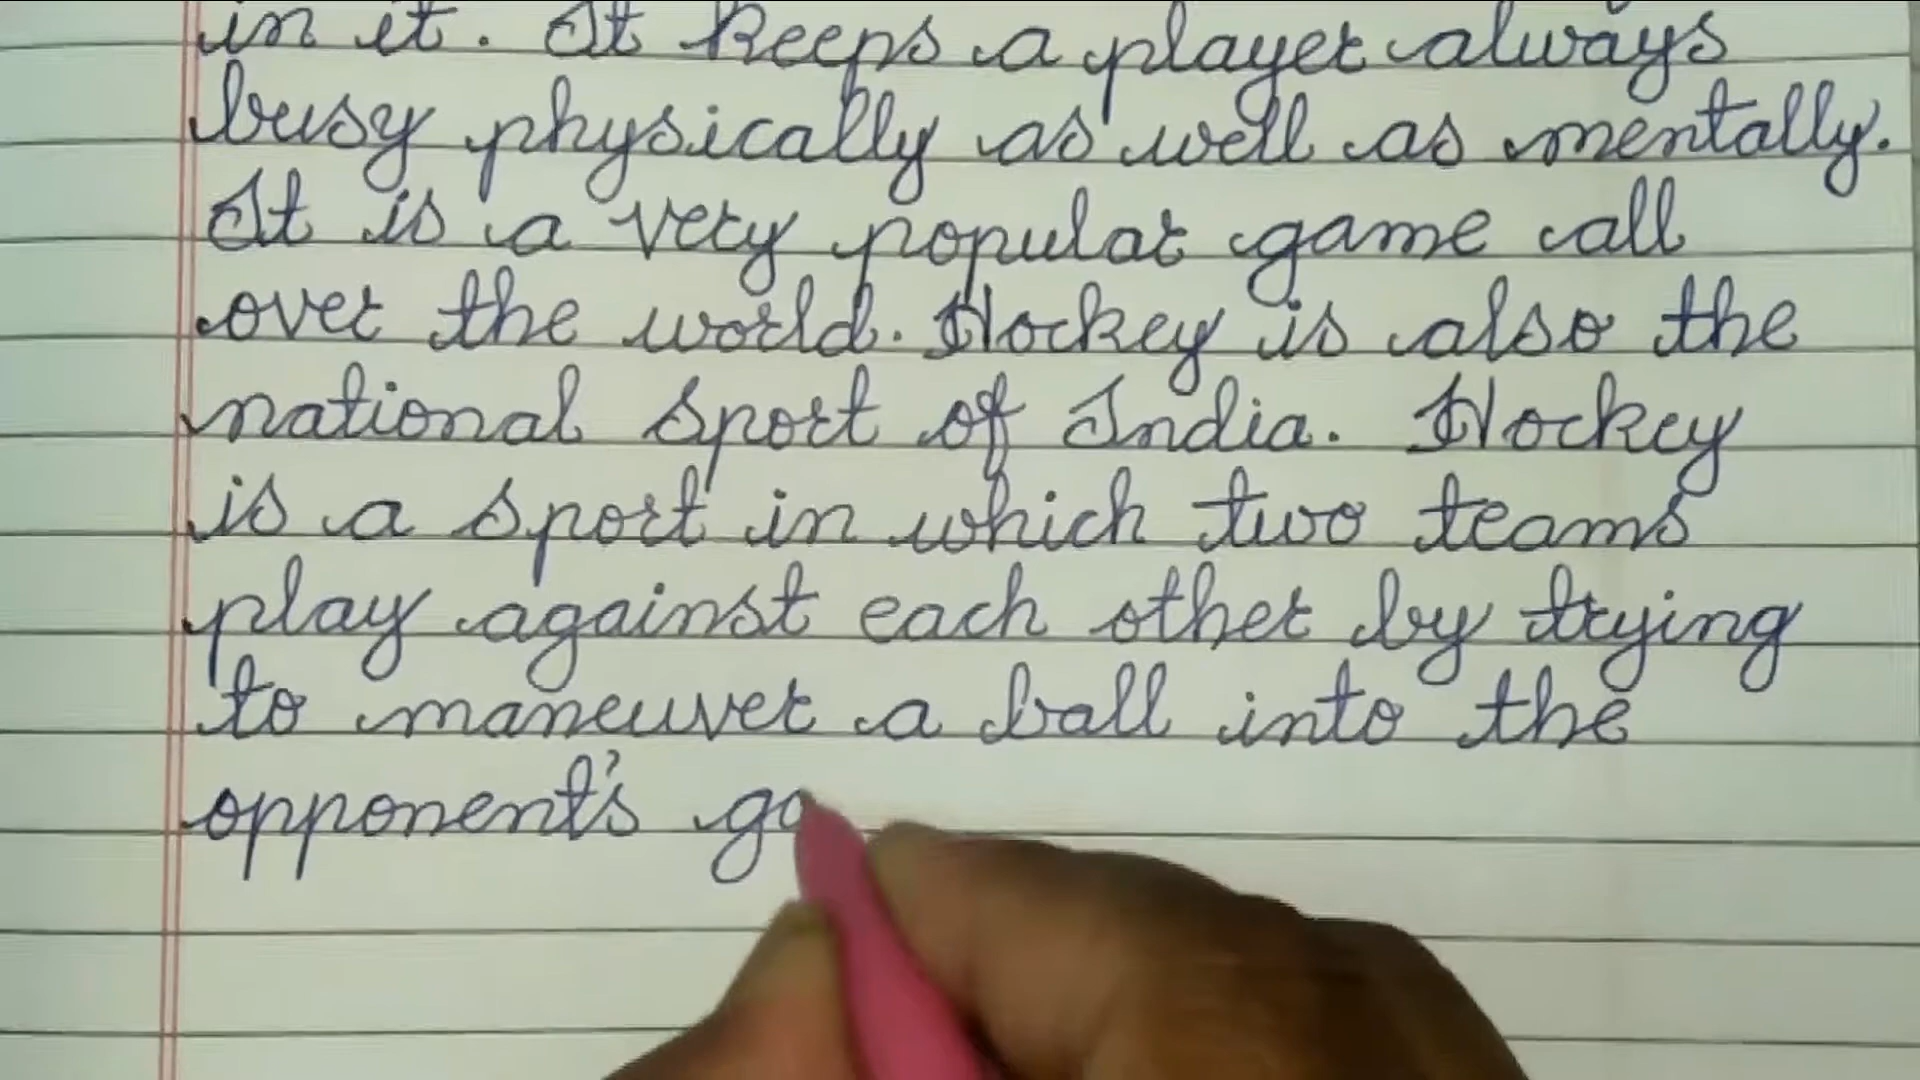 in it. It keeps a player always
busy physically as well as mentally.
It is a very popular game all
over the world. Hockey is also the
national sport of India. Hockey
is a sport in which two teams
play against each other by trying
to maneuver a ball into the
opponent's go